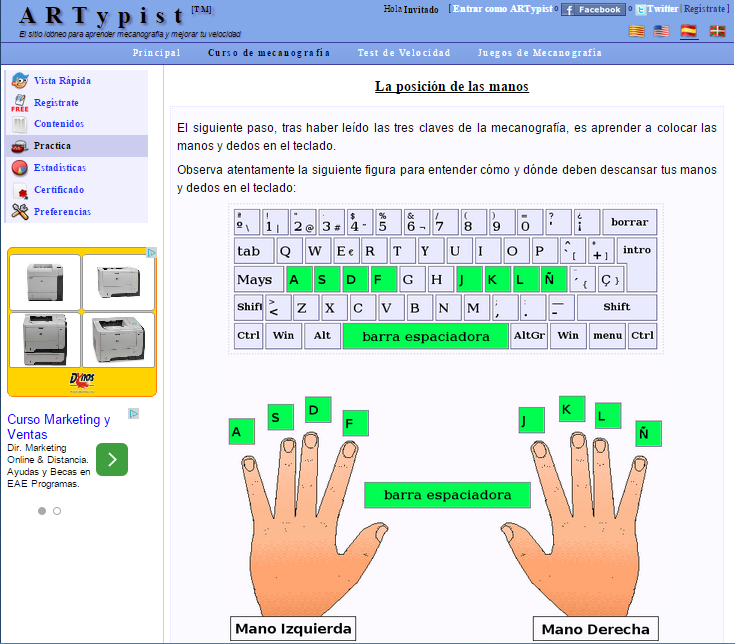 ARTypist [TM]
El sitio idóneo para aprender mecanografía y mejorar tu velocidad
Hola Invitado [ Entrar como ARTypist o Facebook o Twitter | Regístrate ]
Principal Curso de mecanografía Test de Velocidad Juegos de Mecanografía
Vista Rápida
FREE Regístrate
Contenidos
Practica
Estadísticas
Certificado
Preferencias
Curso Marketing y
Ventas
Dir. Marketing
Online & Distancia.
Ayudas y Becas en
EAE Programas.
La posición de las manos
El siguiente paso, tras haber leído las tres claves de la mecanografía, es aprender a colocar las
manos y dedos en el teclado.
Observa atentamente la siguiente figura para entender cómo y dónde deben descansar tus manos
y dedos en el teclado:
ª º \ ! 1 | " 2 @ · 3 # $ 4 ~ % 5 & 6 ¬ / 7 ( 8 ) 9 = 0 ? ' ¿ ¡ borrar
tab Q W E € R T Y U I O P ^ ` [ * + ] intro
Mays A S D F G H J K L Ñ ¨ ´ { Ç }
Shift > < Z X C V B N M ; , : . _ - Shift
Ctrl Win Alt barra espaciadora AltGr Win menu Ctrl
A S D F J K L Ñ
barra espaciadora
Mano Izquierda Mano Derecha